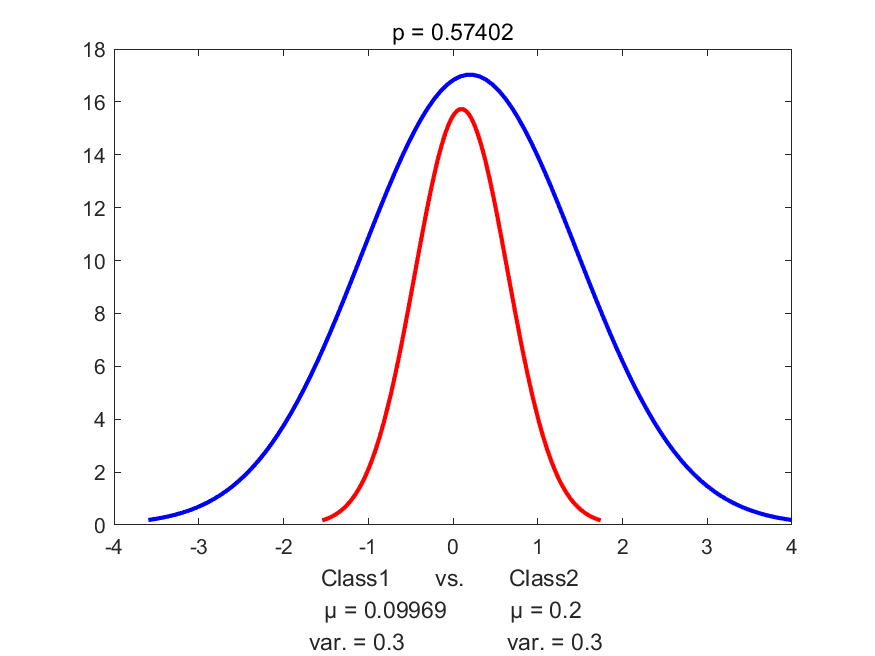 p = 0.57402
18
16
14
12
10
8
6
4
2
0
-4 -3 -2 -1 0 1 2 3 4
Class1 vs. Class2
μ = 0.09969 μ = 0.2
var. = 0.3 var. = 0.3